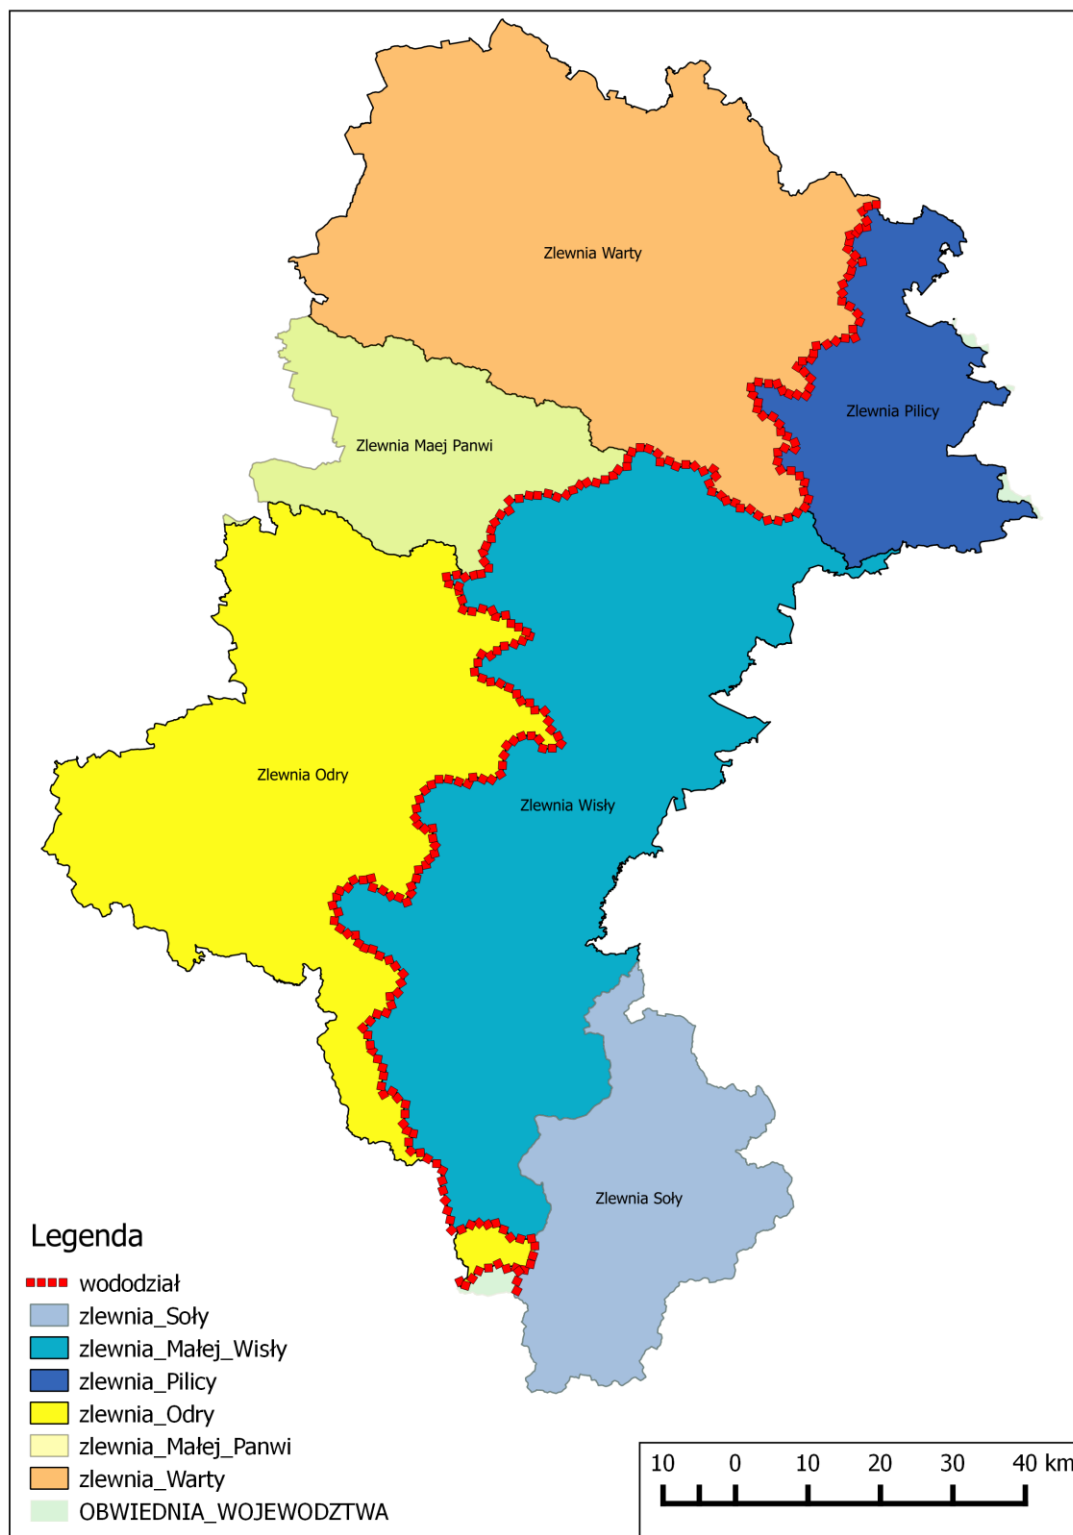 Zlewnia Warty
Zlewnia Pilicy
Zlewnia Maej Panwi
Zlewnia Odry
Zlewnia Wisły
Zlewnia Soły
Legenda
wododział
zlewnia_Soły
zlewnia_Małej_Wisły
zlewnia_Pilicy
zlewnia_Odry
zlewnia_Małej_Panwi
zlewnia_Warty
OBWIEDNIA_WOJEWODZTWA
10 0 10 20 30 40 km